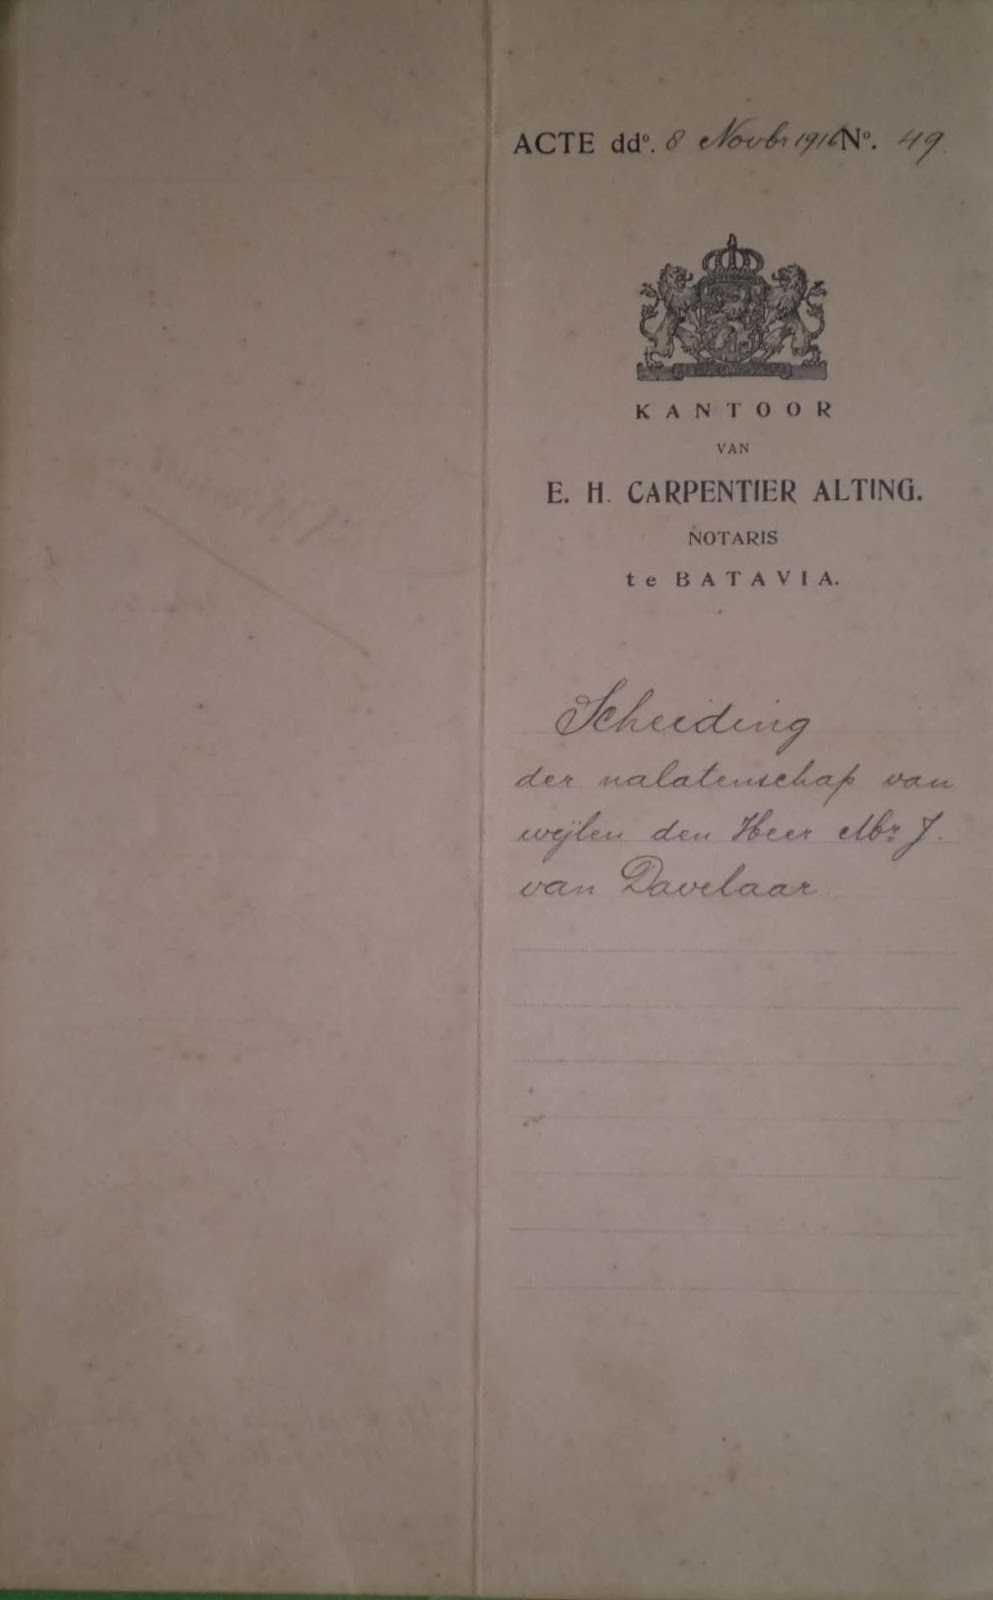 ACTE ddº. 8 Novbr 1916 Nº. 49.
KANTOOR
VAN
E. H. CARPENTIER ALTING.
NOTARIS
te BATAVIA.
Scheiding
der nalatenschap van
wijlen den Heer Mr. J.
van Davelaar.